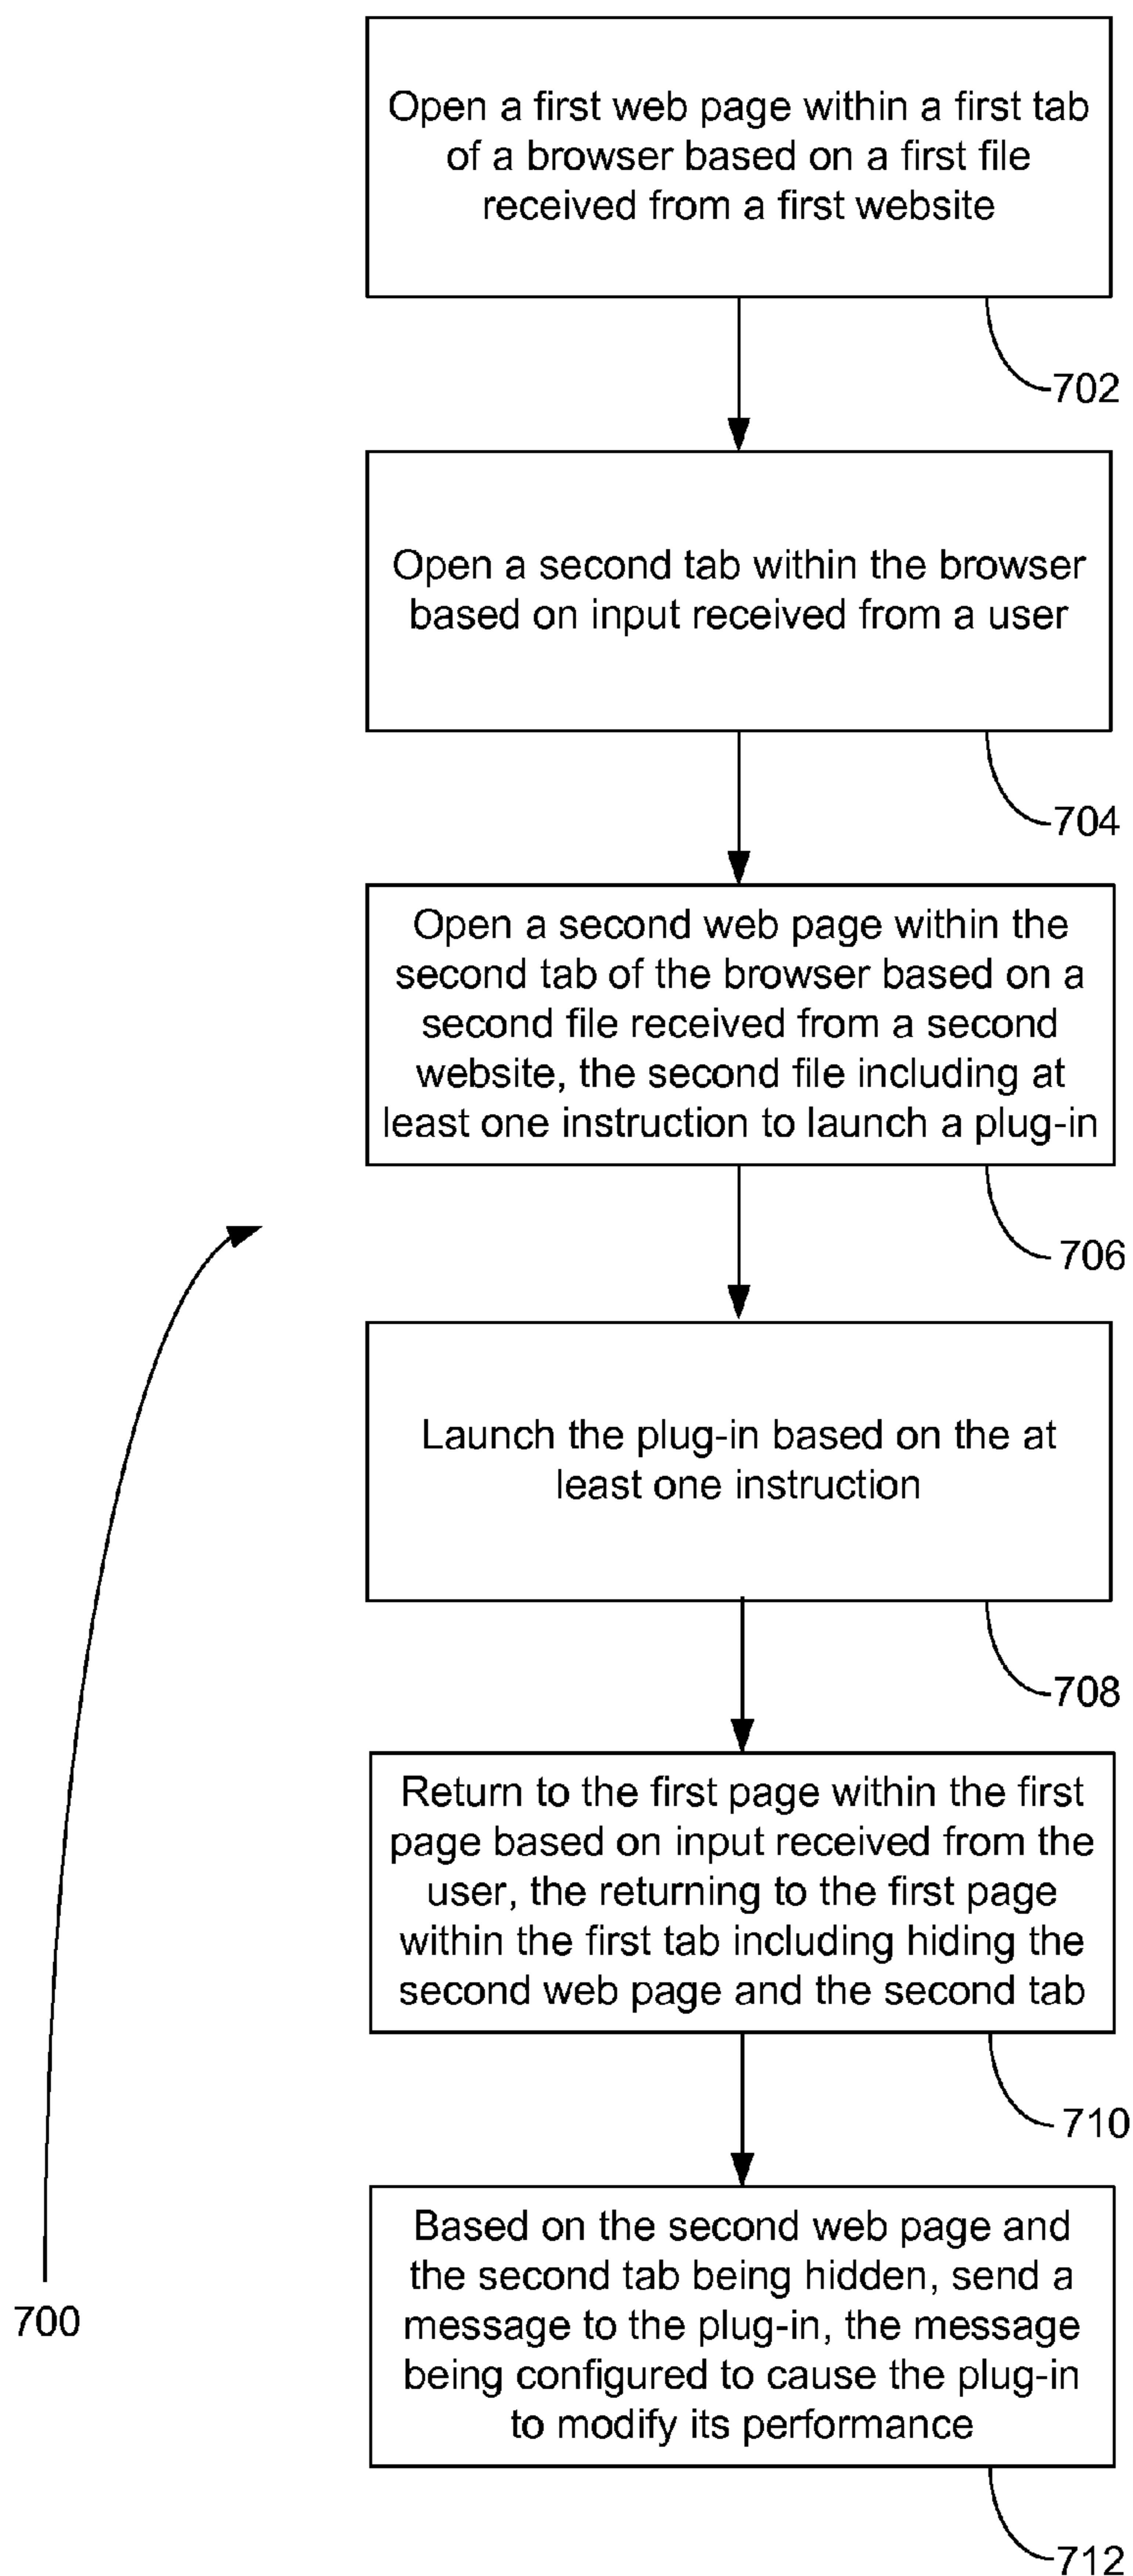 Open a first web page within a first tab
of a browser based on a first file
received from a first website
702
Open a second tab within the browser
based on input received from a user
704
Open a second web page within the
second tab of the browser based on a
second file received from a second
website, the second file including at
least one instruction to launch a plug-in
706
Launch the plug-in based on the at
least one instruction
708
Return to the first page within the first
page based on input received from the
user, the returning to the first page
within the first tab including hiding the
second web page and the second tab
710
Based on the second web page and
the second tab being hidden, send a
message to the plug-in, the message
being configured to cause the plug-in
to modify its performance
712
700